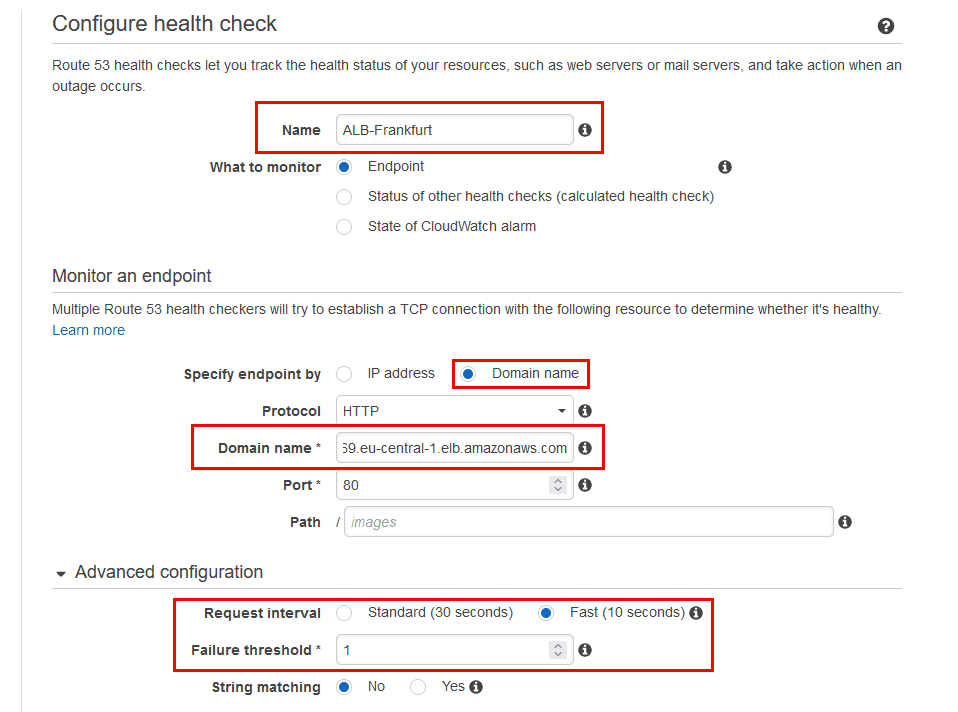 Configure health check
Route 53 health checks let you track the health status of your resources, such as web servers or mail servers, and take action when an
outage occurs.
Name ALB-Frankfurt
What to monitor Endpoint
Status of other health checks (calculated health check)
State of CloudWatch alarm
Monitor an endpoint
Multiple Route 53 health checkers will try to establish a TCP connection with the following resource to determine whether it's healthy.
Learn more
Specify endpoint by IP address Domain name
Protocol HTTP
Domain name * 69.eu-central-1.elb.amazonaws.com
Port * 80
Path / images
Advanced configuration
Request interval Standard (30 seconds) Fast (10 seconds)
Failure threshold * 1
String matching No Yes